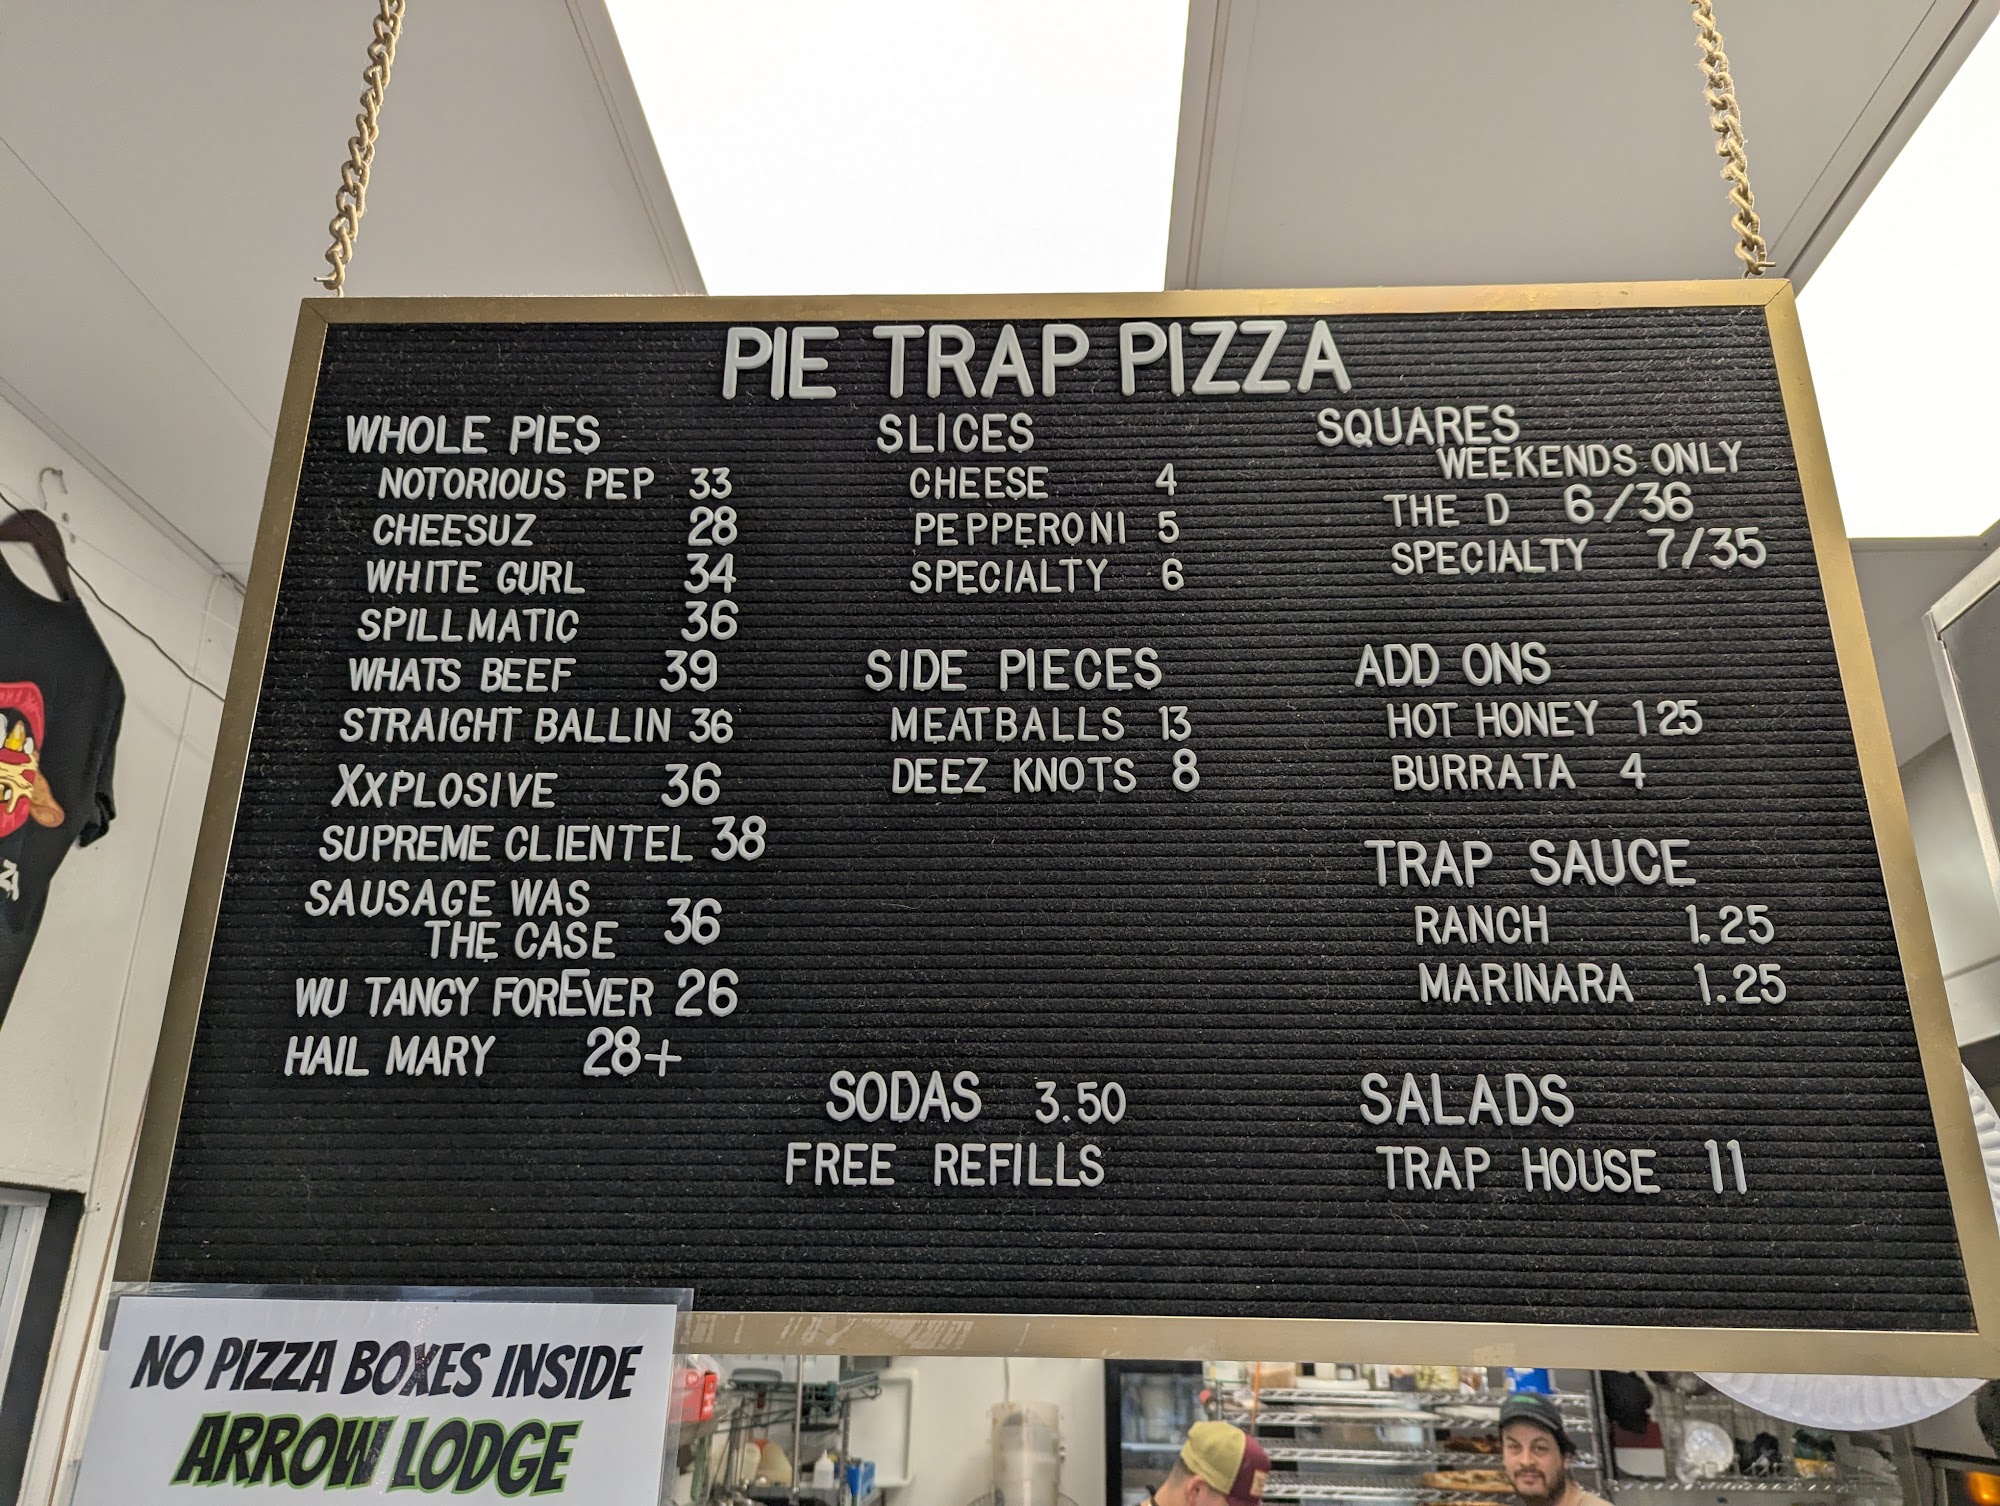 PIE TRAP PIZZA
WHOLE PIES
NOTORIOUS PEP 33
CHEESUZ 28
WHITE GURL 34
SPILLMATIC 36
WHATS BEEF 39
STRAIGHT BALLIN 36
XXPLOSIVE 36
SUPREME CLIENTEL 38
SAUSAGE WAS
THE CASE 36
WU TANGY FOREVER 26
HAIL MARY 28+
SLICES
CHEESE 4
PEPPERONI 5
SPECIALTY 6
SIDE PIECES
MEATBALLS 13
DEEZ KNOTS 8
SODAS 3.50
FREE REFILLS
SQUARES
WEEKENDS ONLY
THE D 6/36
SPECIALTY 7/35
ADD ONS
HOT HONEY 1 25
BURRATA 4
TRAP SAUCE
RANCH 1.25
MARINARA 1.25
SALADS
TRAP HOUSE 11
NO PIZZA BOXES INSIDE
ARROW LODGE